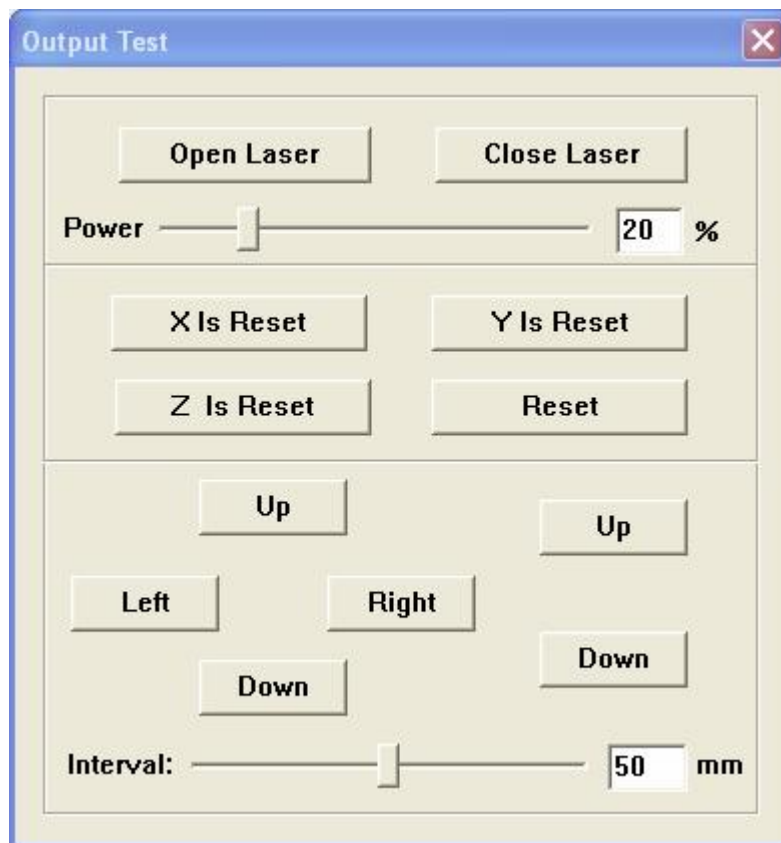 Output Test
Open Laser Close Laser
Power 20 %
X Is Reset Y Is Reset
Z Is Reset Reset
Up Up
Left Right
Down Down
Interval: 50 mm